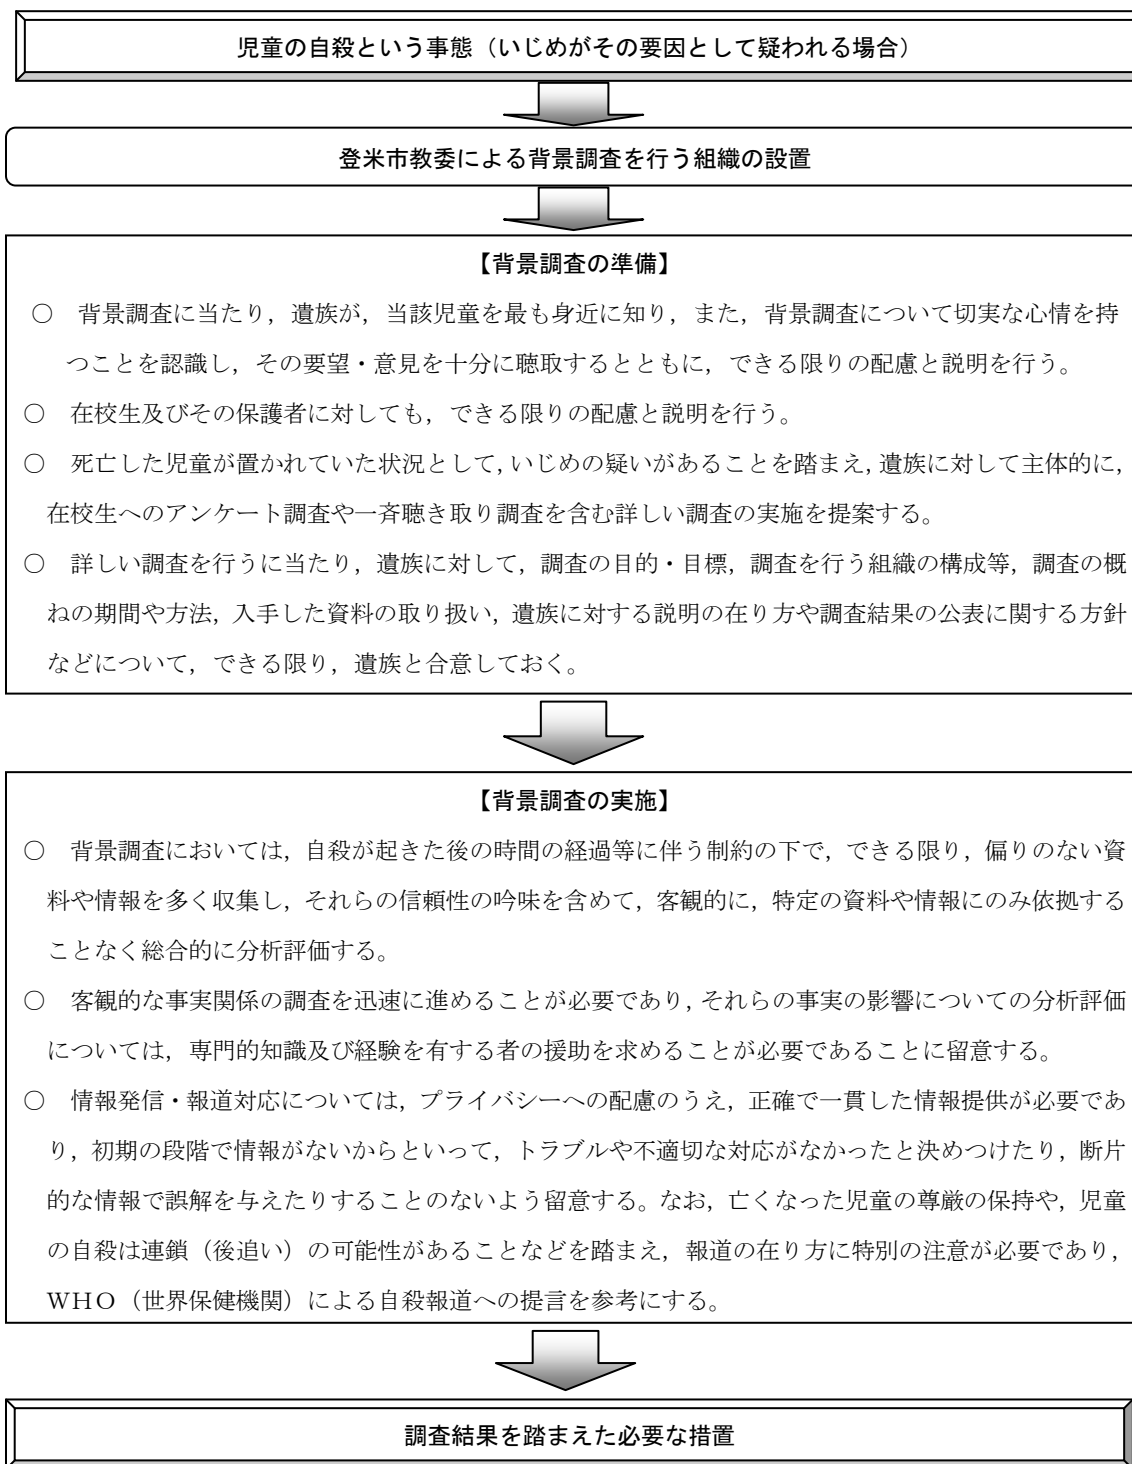 児童の自殺という事態（いじめがその要因として疑われる場合）
登米市教委による背景調査を行う組織の設置
【背景調査の準備】
○　背景調査に当たり，遺族が，当該児童を最も身近に知り，また，背景調査について切実な心情を持
つことを認識し，その要望・意見を十分に聴取するとともに，できる限りの配慮と説明を行う。
○　在校生及びその保護者に対しても，できる限りの配慮と説明を行う。
○　死亡した児童が置かれていた状況として，いじめの疑いがあることを踏まえ，遺族に対して主体的に，
在校生へのアンケート調査や一斉聴き取り調査を含む詳しい調査の実施を提案する。
○　詳しい調査を行うに当たり，遺族に対して，調査の目的・目標，調査を行う組織の構成等，調査の概
ねの期間や方法，入手した資料の取り扱い，遺族に対する説明の在り方や調査結果の公表に関する方針
などについて，できる限り，遺族と合意しておく。
【背景調査の実施】
○　背景調査においては，自殺が起きた後の時間の経過等に伴う制約の下で，できる限り，偏りのない資
料や情報を多く収集し，それらの信頼性の吟味を含めて，客観的に，特定の資料や情報にのみ依拠する
ことなく総合的に分析評価する。
○　客観的な事実関係の調査を迅速に進めることが必要であり，それらの事実の影響についての分析評価
については，専門的知識及び経験を有する者の援助を求めることが必要であることに留意する。
○　情報発信・報道対応については，プライバシーへの配慮のうえ，正確で一貫した情報提供が必要であ
り，初期の段階で情報がないからといって，トラブルや不適切な対応がなかったと決めつけたり，断片
的な情報で誤解を与えたりすることのないよう留意する。なお，亡くなった児童の尊厳の保持や，児童
の自殺は連鎖（後追い）の可能性があることなどを踏まえ，報道の在り方に特別の注意が必要であり，
ＷＨＯ（世界保健機関）による自殺報道への提言を参考にする。
調査結果を踏まえた必要な措置